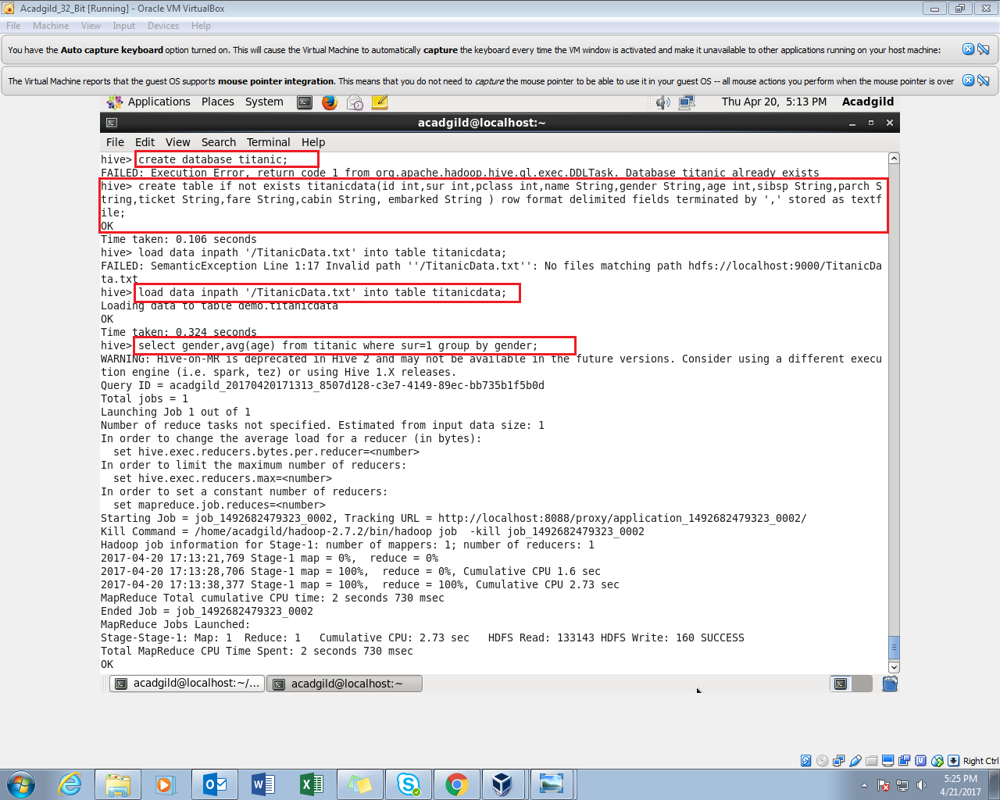 Acadgild_32_Bit [Running] - Oracle VM VirtualBox
File Machine View Input Devices Help
You have the Auto capture keyboard option turned on. This will cause the Virtual Machine to automatically capture the keyboard every time the VM window is activated and make it unavailable to other applications running on your host machine:
The Virtual Machine reports that the guest OS supports mouse pointer integration. This means that you do not need to capture the mouse pointer to be able to use it in your guest OS -- all mouse actions you perform when the mouse pointer is over
Applications Places System Thu Apr 20, 5:13 PM Acadgild
acadgild@localhost:~
File Edit View Search Terminal Help
hive> create database titanic;
FAILED: Execution Error, return code 1 from org.apache.hadoop.hive.ql.exec.DDLTask. Database titanic already exists
hive> create table if not exists titanicdata(id int,sur int,pclass int,name String,gender String,age int,sibsp String,parch S
tring,ticket String,fare String,cabin String, embarked String ) row format delimited fields terminated by ',' stored as textf
ile;
OK
Time taken: 0.106 seconds
hive> load data inpath '/TitanicData.txt' into table titanicdata;
FAILED: SemanticException Line 1:17 Invalid path ''/TitanicData.txt'': No files matching path hdfs://localhost:9000/TitanicDa
ta.txt
hive> load data inpath '/TitanicData.txt' into table titanicdata;
Loading data to table demo.titanicdata
OK
Time taken: 0.324 seconds
hive> select gender,avg(age) from titanic where sur=1 group by gender;
WARNING: Hive-on-MR is deprecated in Hive 2 and may not be available in the future versions. Consider using a different execu
tion engine (i.e. spark, tez) or using Hive 1.X releases.
Query ID = acadgild_20170420171313_8507d128-c3e7-4149-89ec-bb735b1f5b0d
Total jobs = 1
Launching Job 1 out of 1
Number of reduce tasks not specified. Estimated from input data size: 1
In order to change the average load for a reducer (in bytes):
set hive.exec.reducers.bytes.per.reducer=<number>
In order to limit the maximum number of reducers:
set hive.exec.reducers.max=<number>
In order to set a constant number of reducers:
set mapreduce.job.reduces=<number>
Starting Job = job_1492682479323_0002, Tracking URL = http://localhost:8088/proxy/application_1492682479323_0002/
Kill Command = /home/acadgild/hadoop-2.7.2/bin/hadoop job  -kill job_1492682479323_0002
Hadoop job information for Stage-1: number of mappers: 1; number of reducers: 1
2017-04-20 17:13:21,769 Stage-1 map = 0%,  reduce = 0%
2017-04-20 17:13:28,706 Stage-1 map = 100%,  reduce = 0%, Cumulative CPU 1.6 sec
2017-04-20 17:13:38,377 Stage-1 map = 100%,  reduce = 100%, Cumulative CPU 2.73 sec
MapReduce Total cumulative CPU time: 2 seconds 730 msec
Ended Job = job_1492682479323_0002
MapReduce Jobs Launched:
Stage-Stage-1: Map: 1  Reduce: 1   Cumulative CPU: 2.73 sec   HDFS Read: 133143 HDFS Write: 160 SUCCESS
Total MapReduce CPU Time Spent: 2 seconds 730 msec
OK
acadgild@localhost:~/... acadgild@localhost:~
Right Ctrl
5:25 PM
4/21/2017